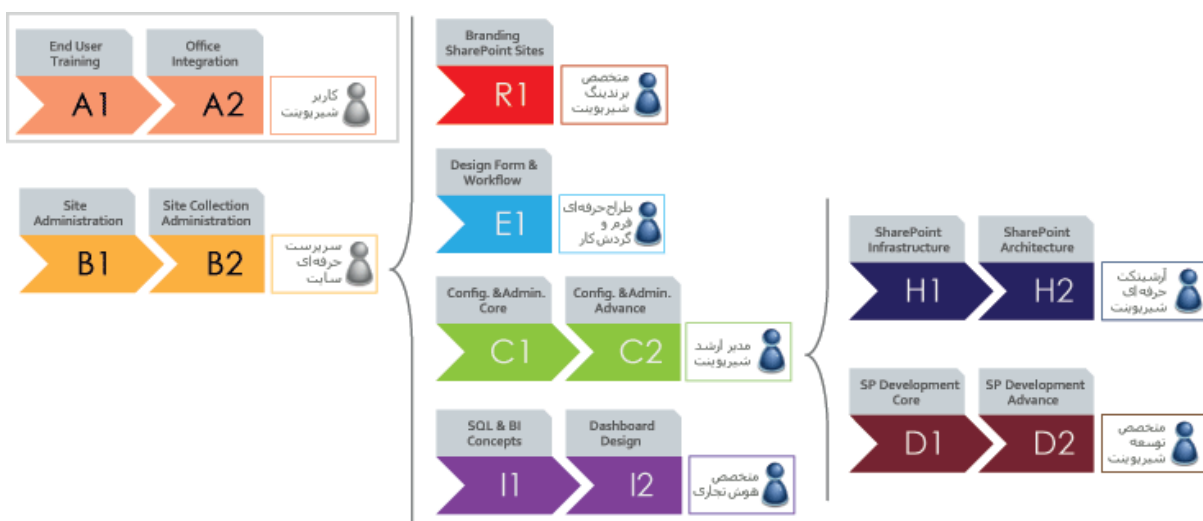 End User
Training
A1
Office
Integration
A2
کاربر
شیرپوینت
Site
Administration
B1
Site Collection
Administration
B2
سرپرست
حرفه‌ای
سایت
Branding
SharePoint Sites
R1
متخصص
برندینگ
شیرپوینت
Design Form &
Workflow
E1
طراح حرفه‌ای
فرم و
گردش کار
Config. &Admin.
Core
C1
Config. &Admin.
Advance
C2
مدیر ارشد
شیرپوینت
SQL & BI
Concepts
I1
Dashboard
Design
I2
متخصص
هوش تجاری
SharePoint
Infrastructure
H1
SharePoint
Architecture
H2
آرشیتکت
حرفه ای
شیرپوینت
SP Development
Core
D1
SP Development
Advance
D2
متخصص
توسعه
شیرپوینت